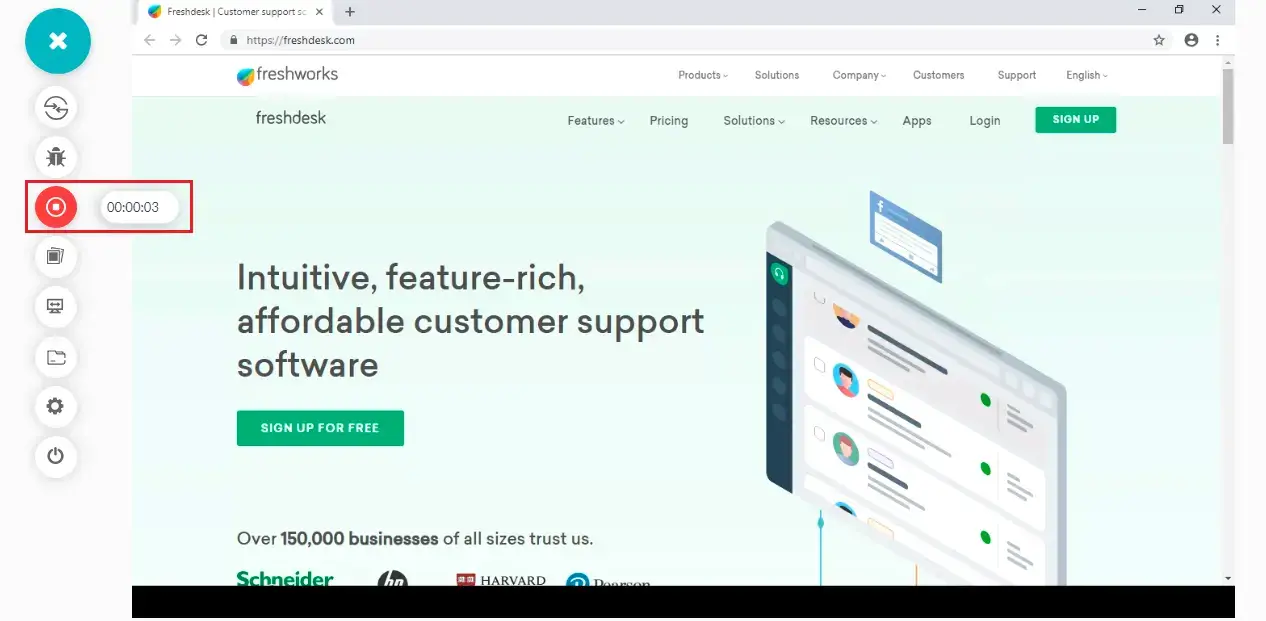 Freshdesk | Customer support sc
https://freshdesk.com
freshworks
Products
Solutions
Company
Customers
Support
English
freshdesk
Features
Pricing
Solutions
Resources
Apps
Login
SIGN UP
00:00:03
Intuitive, feature-rich,
affordable customer support
software
SIGN UP FOR FREE
Over 150,000 businesses of all sizes trust us.
Schneider
hp
HARVARD
Pearson